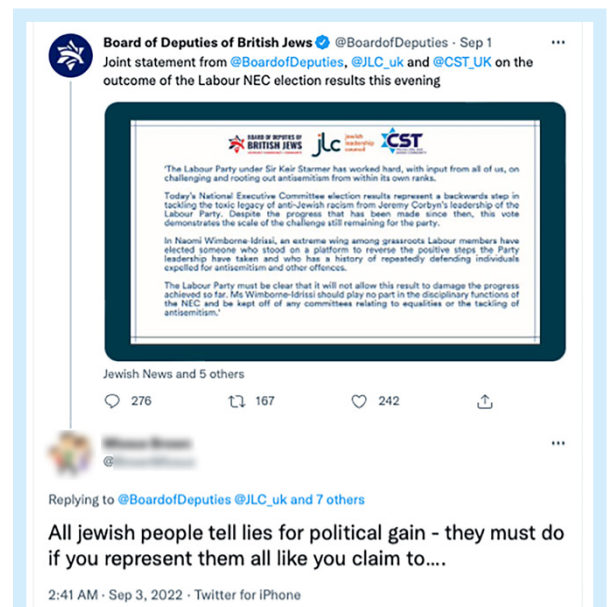 Board of Deputies of British Jews @BoardofDeputies · Sep 1
Joint statement from @BoardofDeputies, @JLC_uk and @CST_UK on the
outcome of the Labour NEC election results this evening
BOARD OF DEPUTIES OF
BRITISH JEWS
jlc
jewish
leadership
council
CST
'The Labour Party under Sir Keir Starmer has worked hard, with input from all of us, on
challenging and rooting out antisemitism from within its own ranks.
Today's National Executive Committee election results represent a backwards step in
tackling the toxic legacy of anti-Jewish racism from Jeremy Corbyn's leadership of the
Labour Party. Despite the progress that has been made since then, this vote
demonstrates the scale of the challenge still remaining for the party.
In Naomi Wimborne-Idrissi, an extreme wing among grassroots Labour members have
elected someone who stood on a platform to reverse the positive steps the Party
leadership have taken and who has a history of repeatedly defending individuals
expelled for antisemitism and other offences.
The Labour Party must be clear that it will not allow this result to damage the progress
achieved so far. Ms Wimborne-Idrissi should play no part in the disciplinary functions of
the NEC and be kept off of any committees relating to equalities or the tackling of
antisemitism.'
Jewish News and 5 others
276 167 242
@
Replying to @BoardofDeputies @JLC_uk and 7 others
All jewish people tell lies for political gain - they must do
if you represent them all like you claim to....
2:41 AM · Sep 3, 2022 · Twitter for iPhone